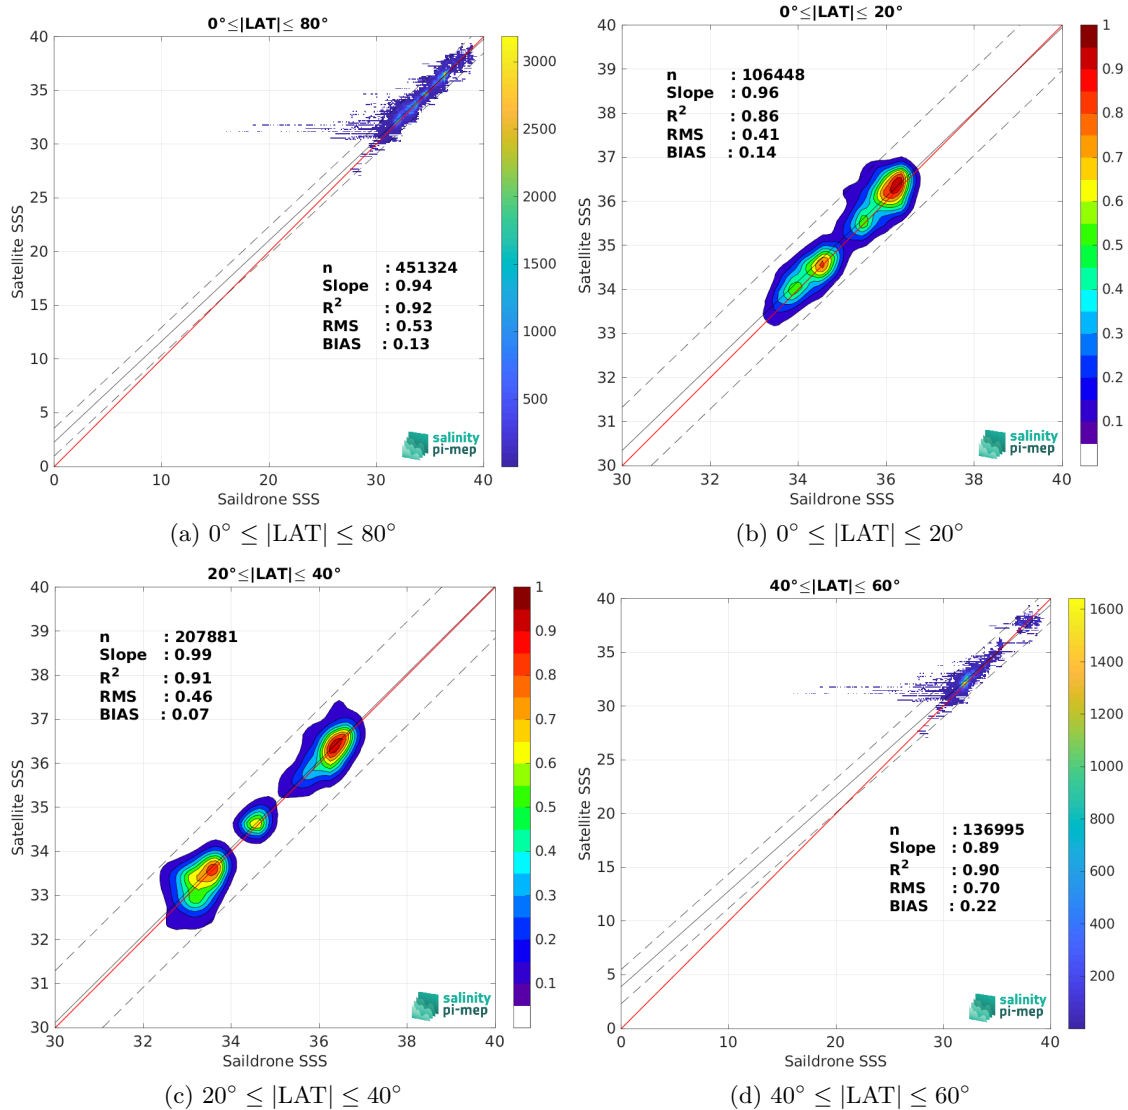 0°≤|LAT|≤ 80°
40
35
30
25
20
15
10
5
0
Satellite SSS
n : 451324
Slope : 0.94
R² : 0.92
RMS : 0.53
BIAS : 0.13
salinity
pi-mep
0 10 20 30 40
Saildrone SSS
3000
2500
2000
1500
1000
500
(a) 0° ≤ |LAT| ≤ 80°
0°≤|LAT|≤ 20°
40
39
38
37
36
35
34
33
32
31
30
Satellite SSS
n : 106448
Slope : 0.96
R² : 0.86
RMS : 0.41
BIAS : 0.14
salinity
pi-mep
30 32 34 36 38 40
Saildrone SSS
1
0.9
0.8
0.7
0.6
0.5
0.4
0.3
0.2
0.1
(b) 0° ≤ |LAT| ≤ 20°
20°≤|LAT|≤ 40°
40
39
38
37
36
35
34
33
32
31
30
Satellite SSS
n : 207881
Slope : 0.99
R² : 0.91
RMS : 0.46
BIAS : 0.07
salinity
pi-mep
30 32 34 36 38 40
Saildrone SSS
1
0.9
0.8
0.7
0.6
0.5
0.4
0.3
0.2
0.1
(c) 20° ≤ |LAT| ≤ 40°
40°≤|LAT|≤ 60°
40
35
30
25
20
15
10
5
0
Satellite SSS
n : 136995
Slope : 0.89
R² : 0.90
RMS : 0.70
BIAS : 0.22
salinity
pi-mep
0 10 20 30 40
Saildrone SSS
1600
1400
1200
1000
800
600
400
200
(d) 40° ≤ |LAT| ≤ 60°